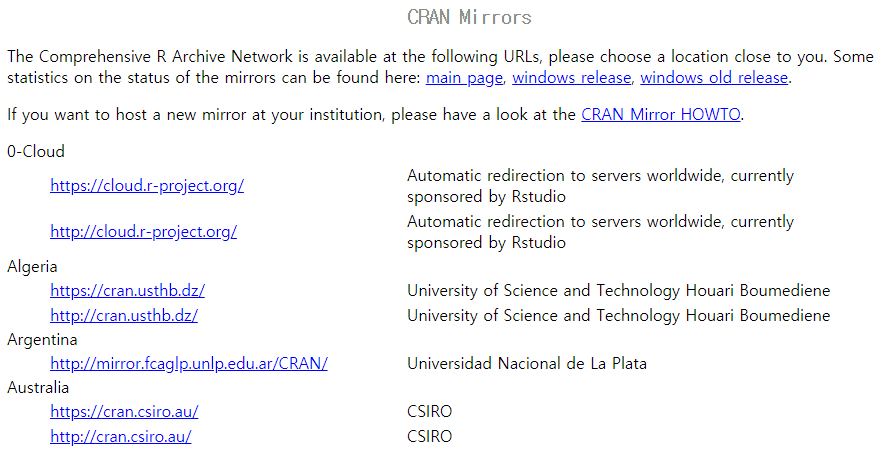 CRAN Mirrors
The Comprehensive R Archive Network is available at the following URLs, please choose a location close to you. Some
statistics on the status of the mirrors can be found here: main page, windows release, windows old release.
If you want to host a new mirror at your institution, please have a look at the CRAN Mirror HOWTO.
0-Cloud
https://cloud.r-project.org/ Automatic redirection to servers worldwide, currently
sponsored by Rstudio
http://cloud.r-project.org/ Automatic redirection to servers worldwide, currently
sponsored by Rstudio
Algeria
https://cran.usthb.dz/ University of Science and Technology Houari Boumediene
http://cran.usthb.dz/ University of Science and Technology Houari Boumediene
Argentina
http://mirror.fcaglp.unlp.edu.ar/CRAN/ Universidad Nacional de La Plata
Australia
https://cran.csiro.au/ CSIRO
http://cran.csiro.au/ CSIRO